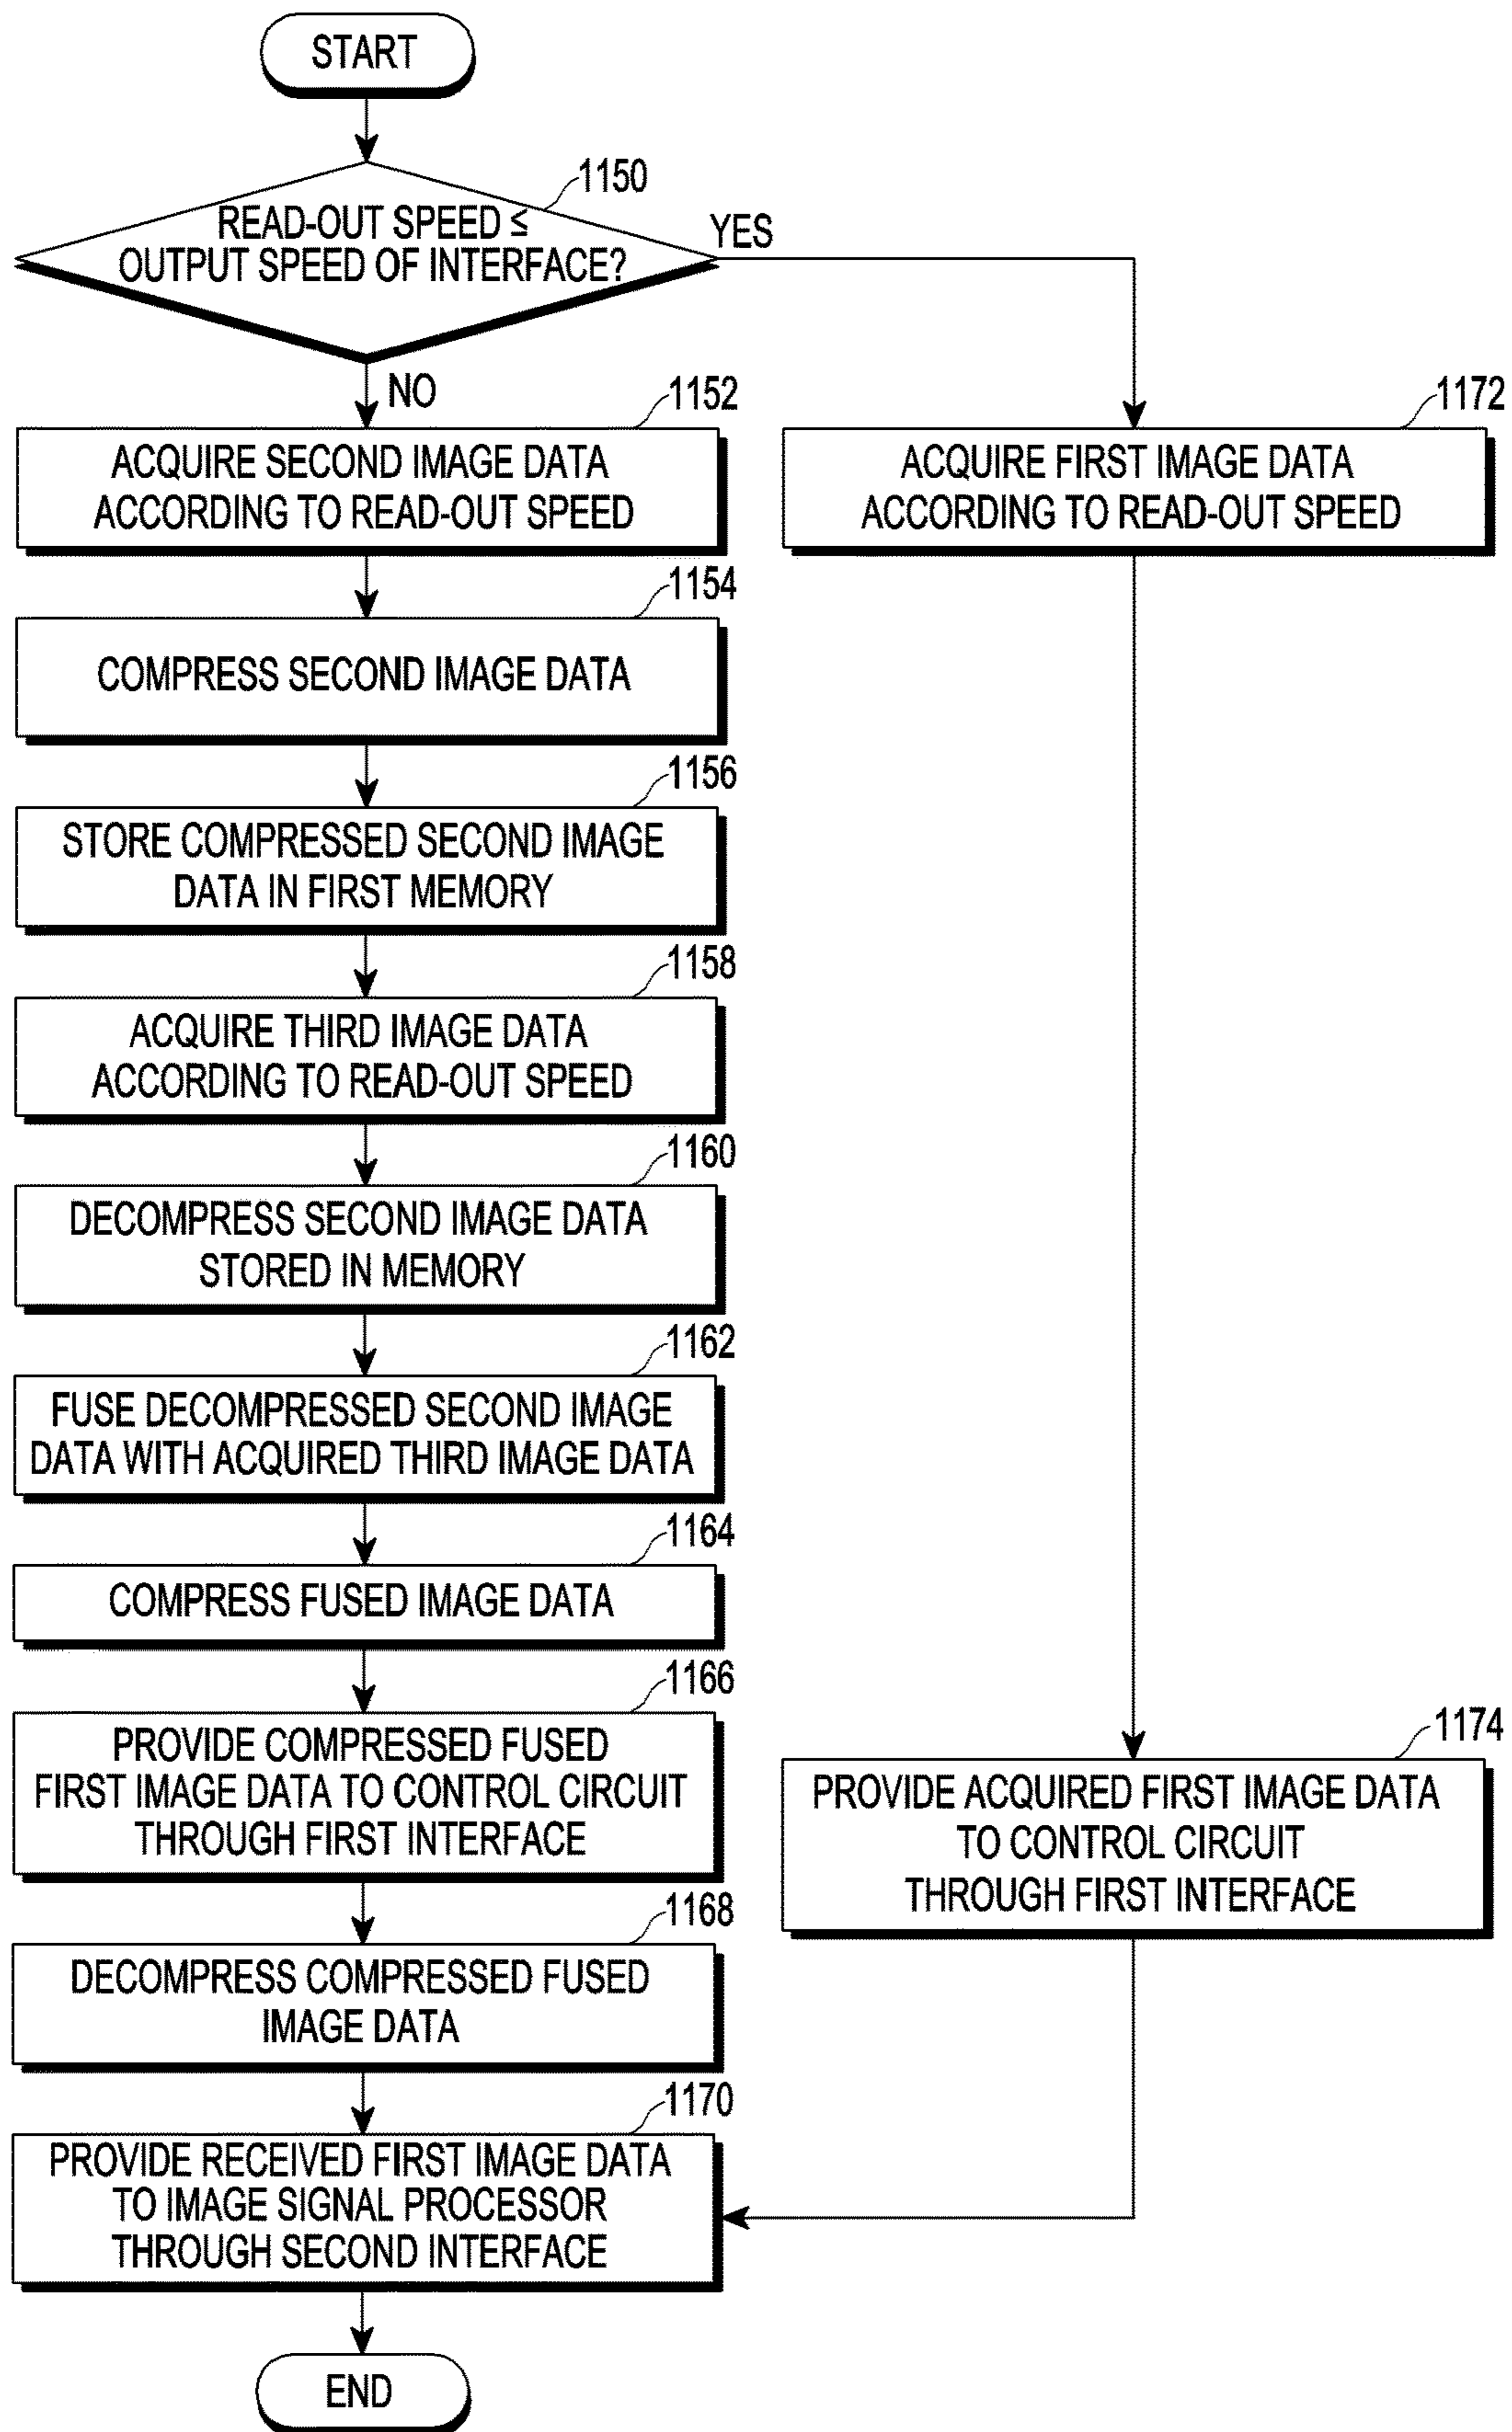 START
1150
READ-OUT SPEED ≤
OUTPUT SPEED OF INTERFACE?
YES
NO
1152
ACQUIRE SECOND IMAGE DATA
ACCORDING TO READ-OUT SPEED
1172
ACQUIRE FIRST IMAGE DATA
ACCORDING TO READ-OUT SPEED
1154
COMPRESS SECOND IMAGE DATA
1156
STORE COMPRESSED SECOND IMAGE
DATA IN FIRST MEMORY
1158
ACQUIRE THIRD IMAGE DATA
ACCORDING TO READ-OUT SPEED
1160
DECOMPRESS SECOND IMAGE DATA
STORED IN MEMORY
1162
FUSE DECOMPRESSED SECOND IMAGE
DATA WITH ACQUIRED THIRD IMAGE DATA
1164
COMPRESS FUSED IMAGE DATA
1166
PROVIDE COMPRESSED FUSED
FIRST IMAGE DATA TO CONTROL CIRCUIT
THROUGH FIRST INTERFACE
1174
PROVIDE ACQUIRED FIRST IMAGE DATA
TO CONTROL CIRCUIT
THROUGH FIRST INTERFACE
1168
DECOMPRESS COMPRESSED FUSED
IMAGE DATA
1170
PROVIDE RECEIVED FIRST IMAGE DATA
TO IMAGE SIGNAL PROCESSOR
THROUGH SECOND INTERFACE
END